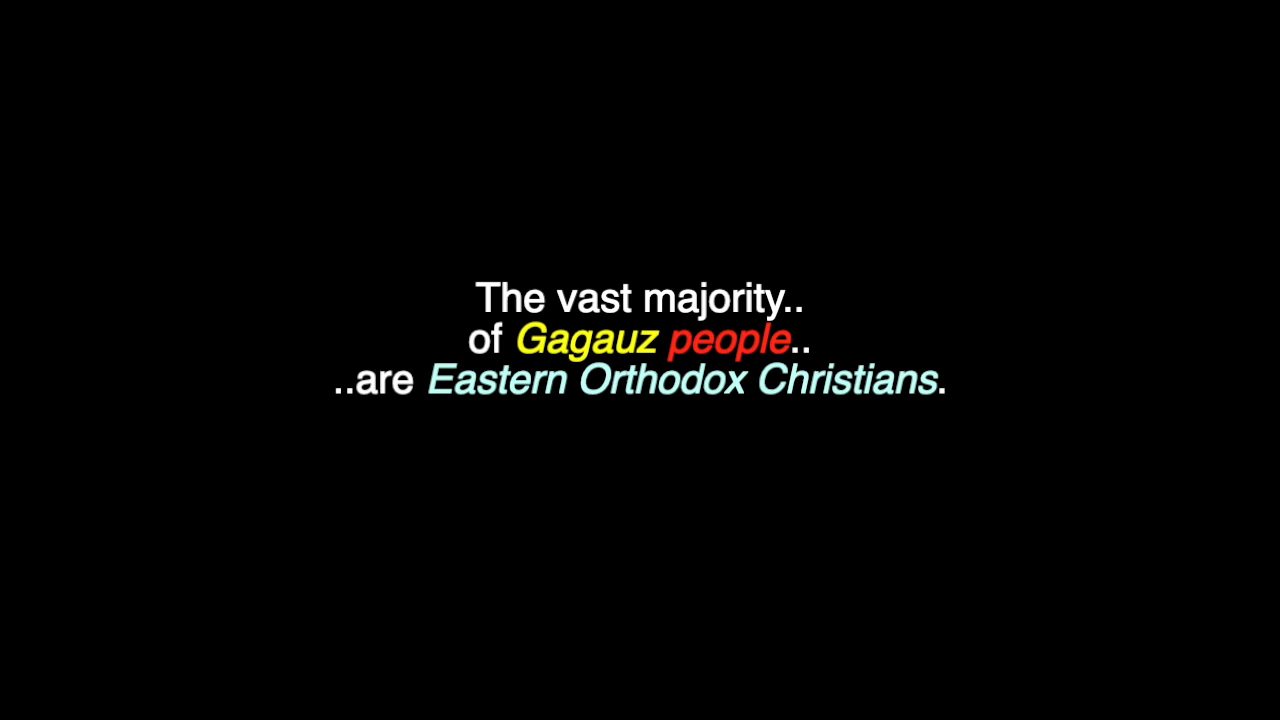 The vast majority..
of Gagauz people..
..are Eastern Orthodox Christians.